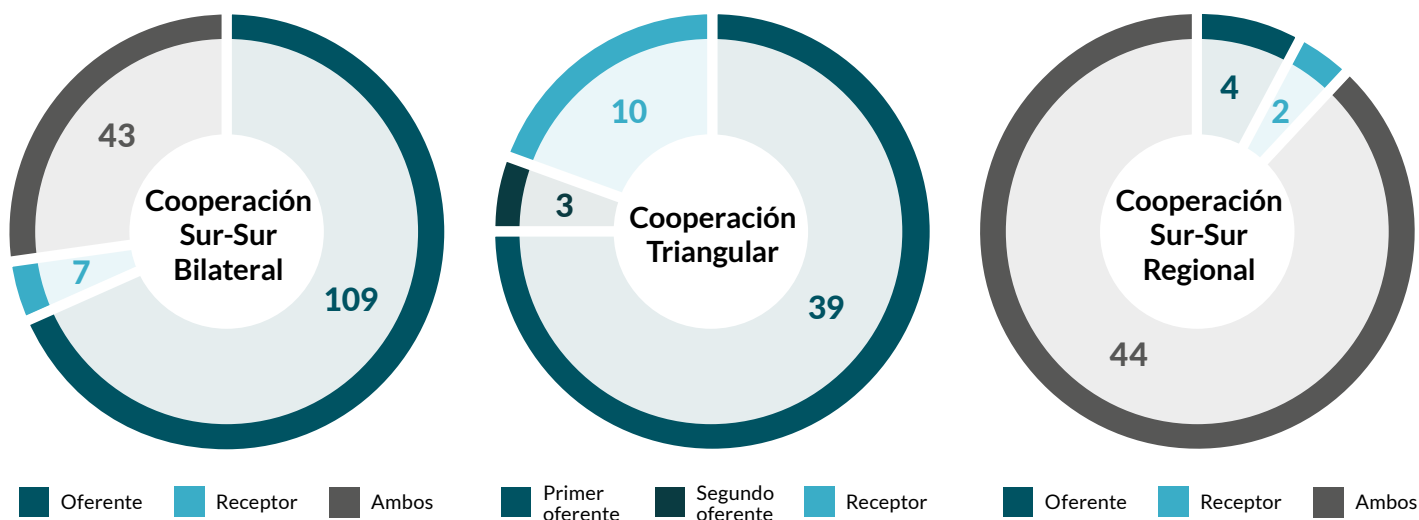 43
7
109
Cooperación
Sur-Sur
Bilateral
Oferente
Receptor
Ambos
10
3
39
Cooperación
Triangular
Primer
oferente
Segundo
oferente
Receptor
4
2
44
Cooperación
Sur-Sur
Regional
Oferente
Receptor
Ambos